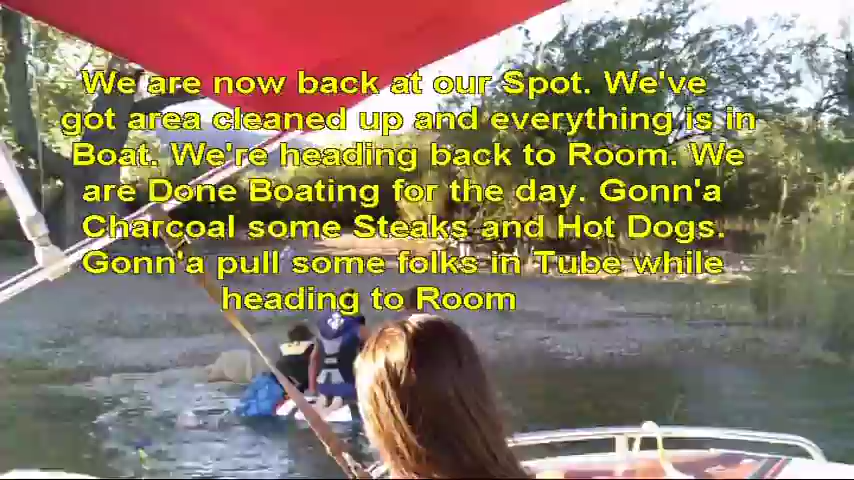 We are now back at our Spot. We've
got area cleaned up and everything is in
Boat. We're heading back to Room. We
are Done Boating for the day. Gonn'a
Charcoal some Steaks and Hot Dogs.
Gonn'a pull some folks in Tube while
heading to Room